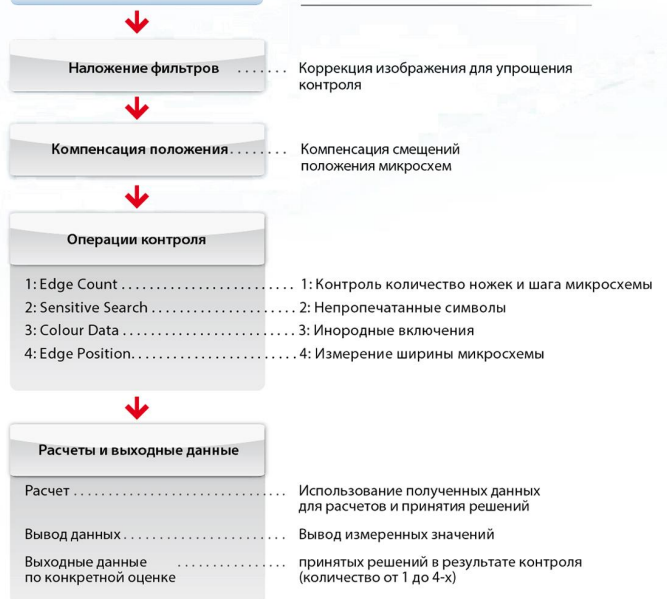 Наложение фильтров ....... Коррекция изображения для упрощения
контроля
Компенсация положения........ Компенсация смещений
положения микросхем
Операции контроля
1: Edge Count ......................... 1: Контроль количество ножек и шага микросхемы
2: Sensitive Search ..................... 2: Непропечатанные символы
3: Colour Data ......................... 3: Инородные включения
4: Edge Position........................ 4: Измерение ширины микросхемы
Расчеты и выходные данные
Расчет ............................... Использование полученных данных
для расчетов и принятия решений
Вывод данных ........................ Вывод измеренных значений
Выходные данные ................ принятых решений в результате контроля
по конкретной оценке (количество от 1 до 4-х)